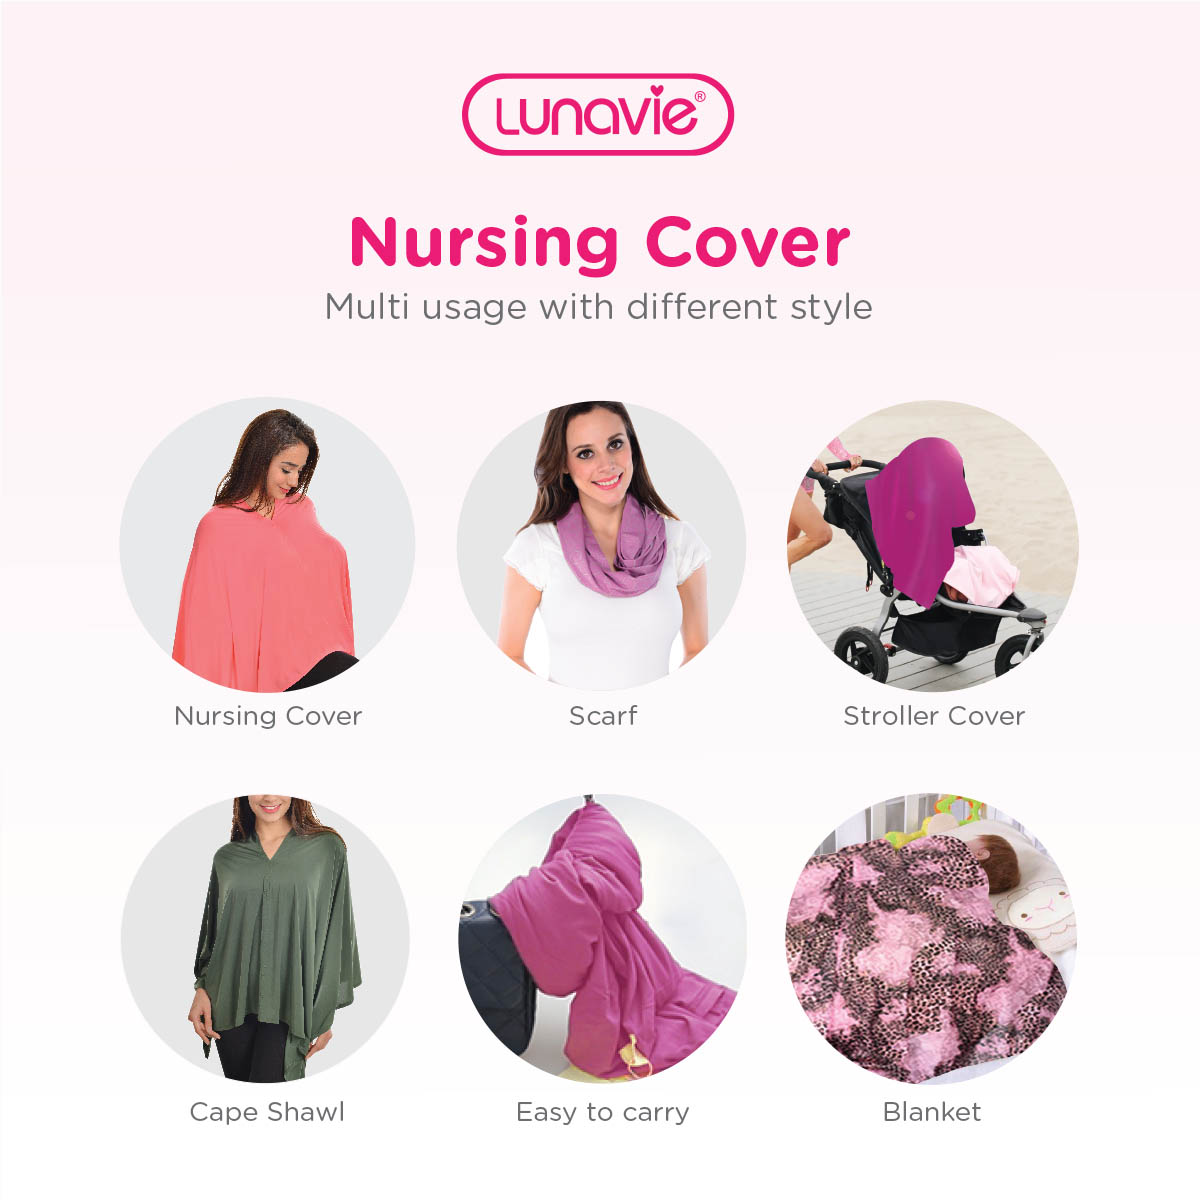 Lunavie®
Nursing Cover
Multi usage with different style
Nursing Cover
Scarf
Stroller Cover
Cape Shawl
Easy to carry
Blanket